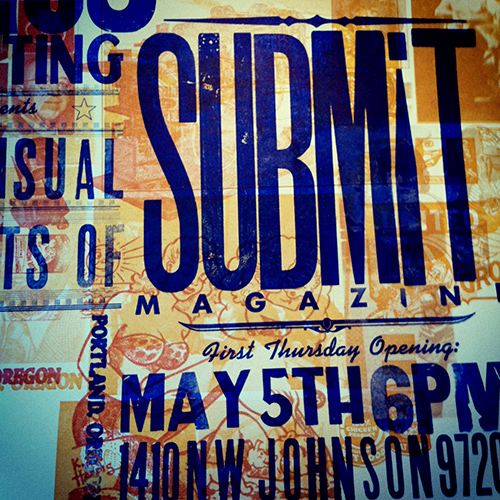 TING
SUBMiT
ents
ISUAL
TS OF
MAGAZIN
First Thursday Opening:
PORTLAND · ORE
OREGON OREGON
MAY 5TH 6PM
1410 NW JOHNSON 9720